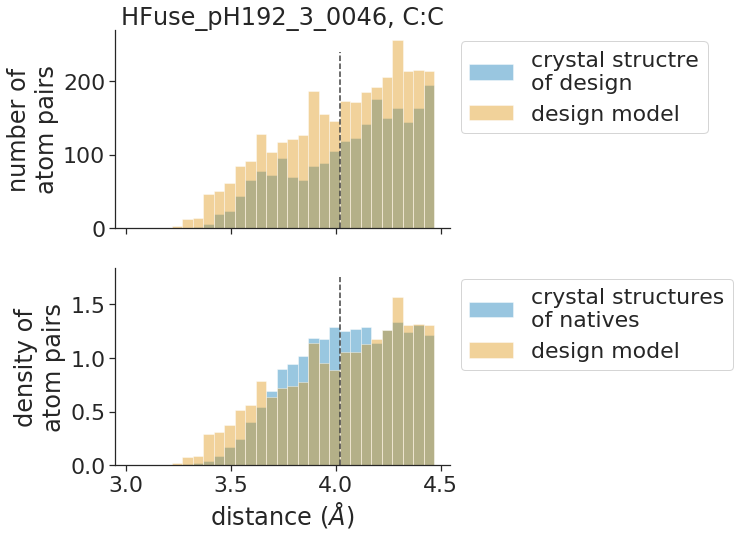 HFuse_pH192_3_0046, C:C
number of
atom pairs
200
100
0
crystal structre
of design
design model
density of
atom pairs
1.5
1.0
0.5
0.0
3.0 3.5 4.0 4.5
distance (Å)
crystal structures
of natives
design model